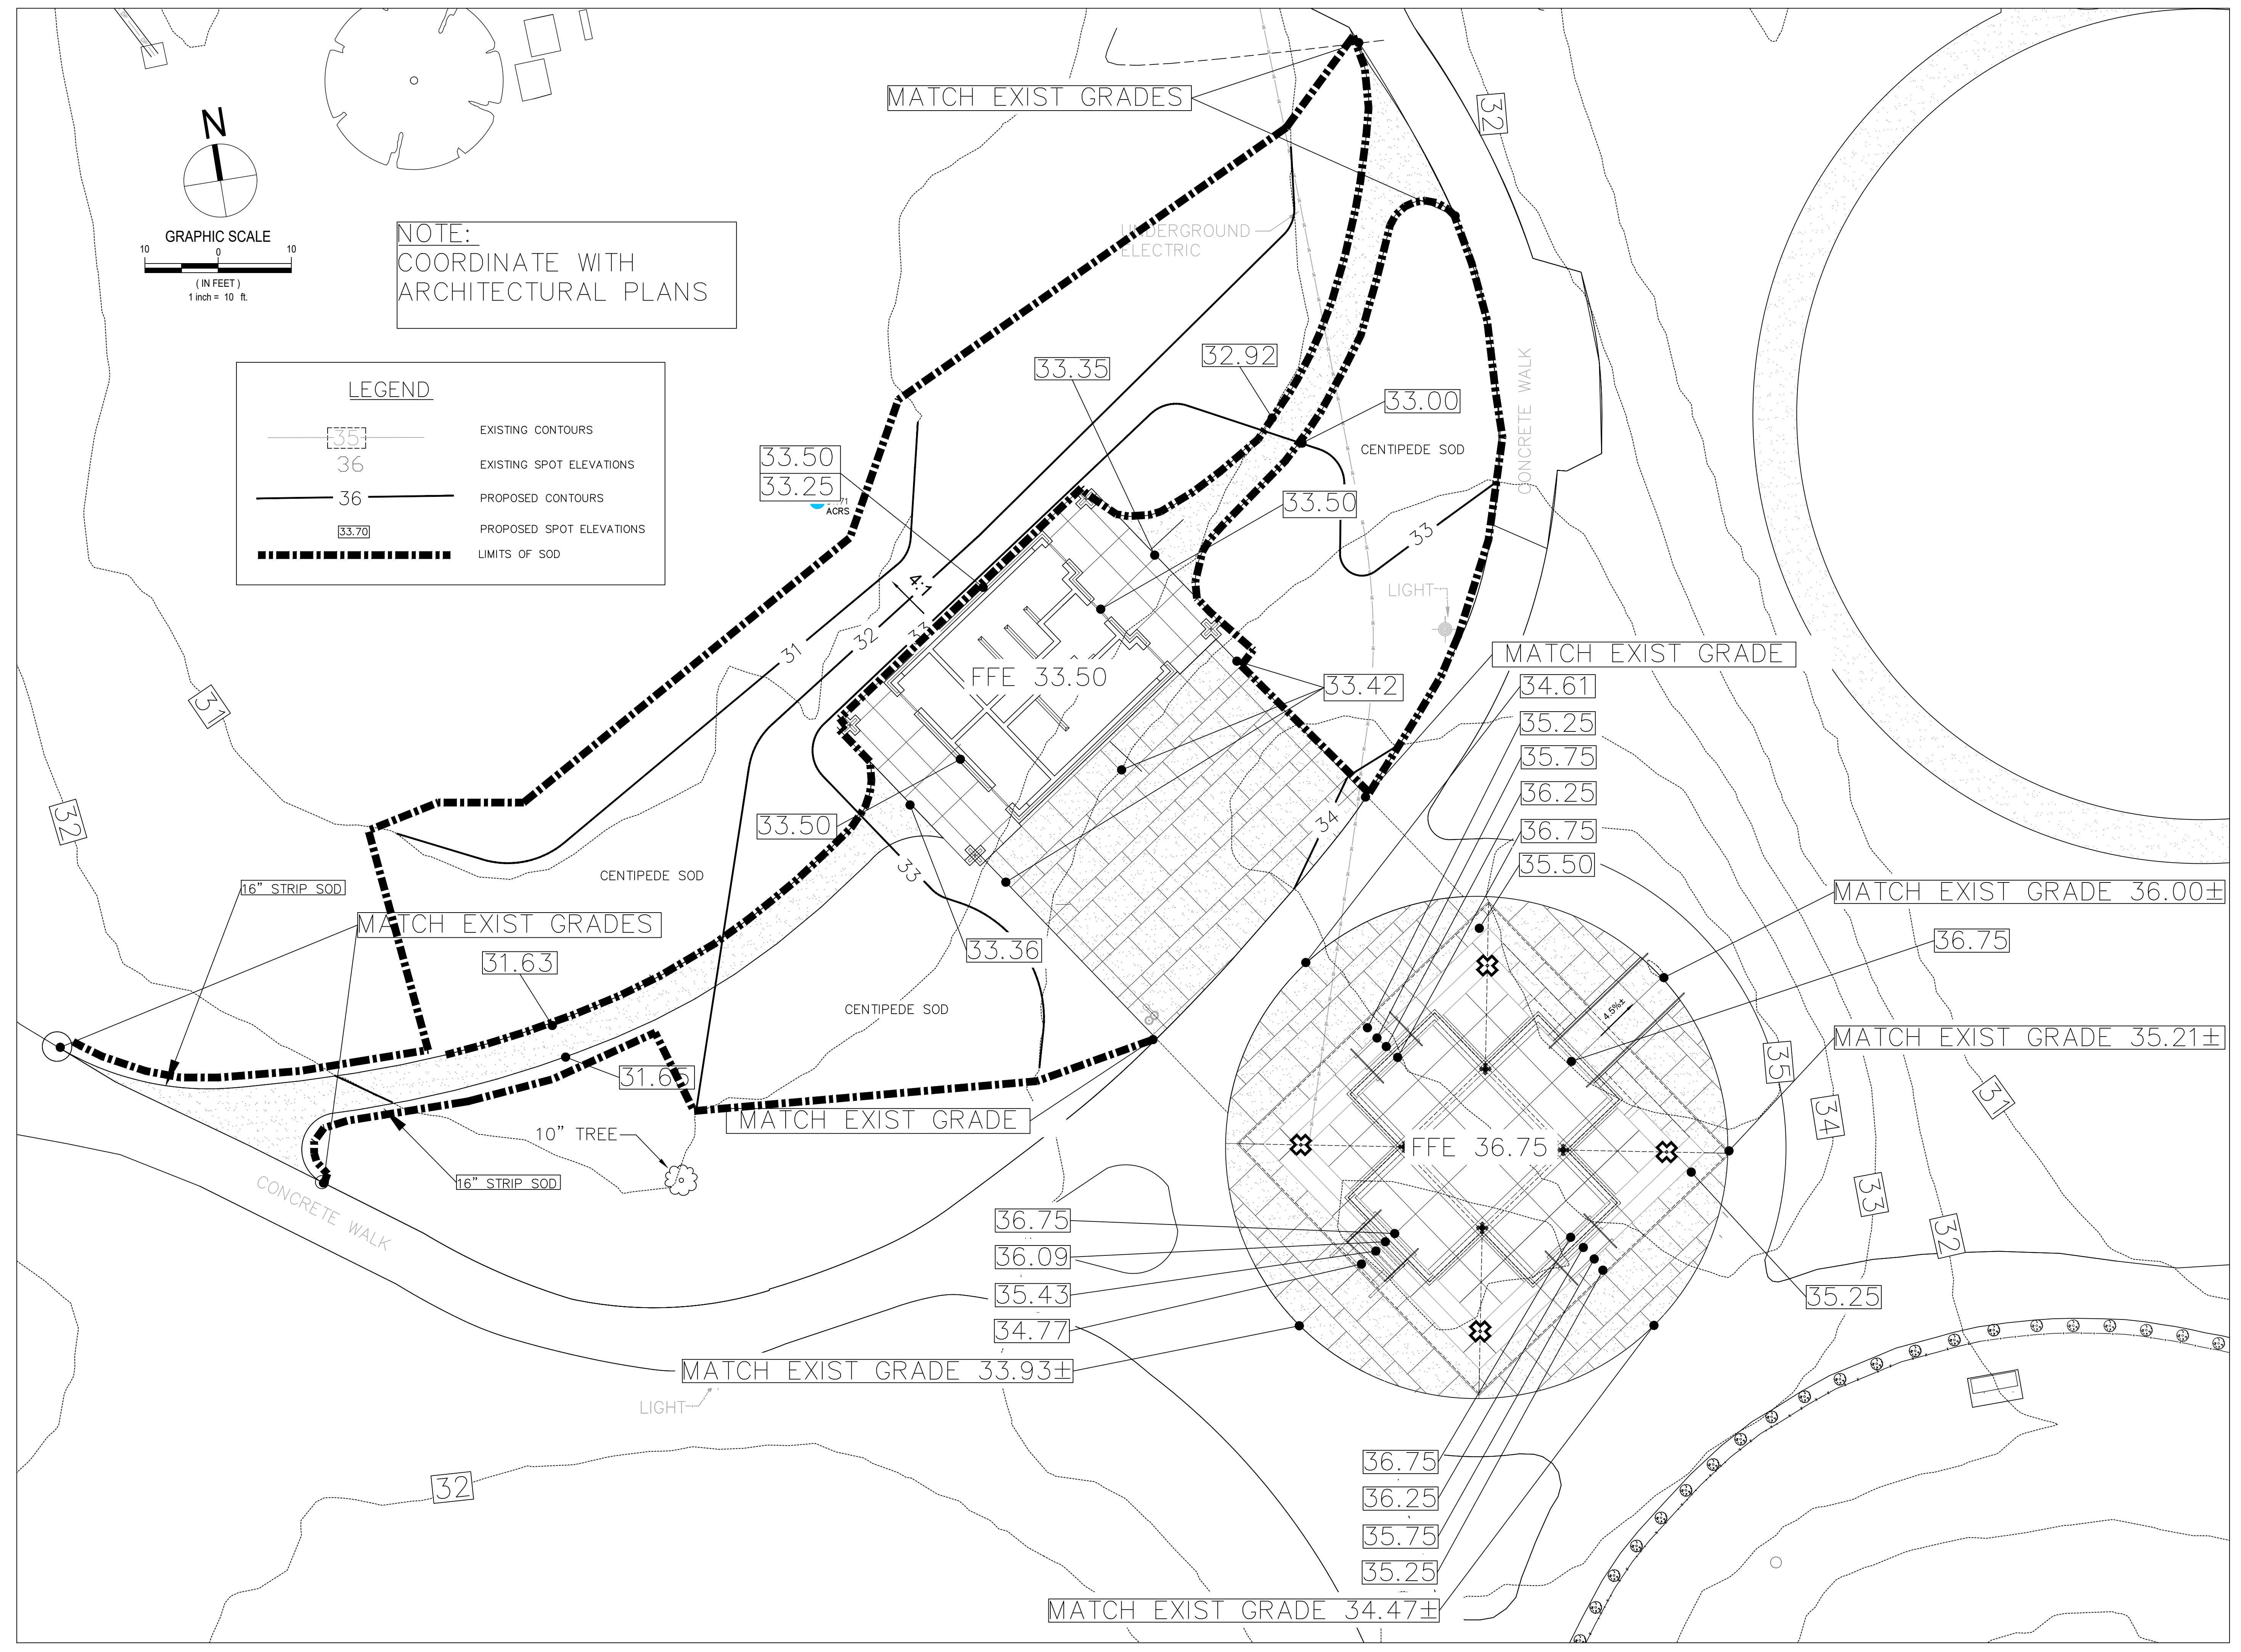 MATCH EXIST GRADES
32
N
GRAPHIC SCALE
10 0 10
( IN FEET )
1 inch = 10 ft.
NOTE:
COORDINATE WITH
ARCHITECTURAL PLANS
UNDERGROUND
ELECTRIC
LEGEND
35 EXISTING CONTOURS
36 EXISTING SPOT ELEVATIONS
36 PROPOSED CONTOURS
33.70 PROPOSED SPOT ELEVATIONS
LIMITS OF SOD
33.35
32.92
33.00
CONCRETE WALK
CENTIPEDE SOD
33.50
33.25
ACRS
33.50
33
4:1
LIGHT
31
32
33
FFE 33.50
MATCH EXIST GRADE
33.42
34.61
35.25
35.75
36.25
36.75
35.50
31
32
33.50
34
33
CENTIPEDE SOD
16" STRIP SOD
MATCH EXIST GRADES
31.63
33.36
CENTIPEDE SOD
31.65
MATCH EXIST GRADE
10" TREE
16" STRIP SOD
CONCRETE WALK
MATCH EXIST GRADE 36.00±
36.75
4.5%±
MATCH EXIST GRADE 35.21±
35
34
33
32
31
FFE 36.75
35.25
36.75
36.09
35.43
34.77
MATCH EXIST GRADE 33.93±
LIGHT
32
36.75
36.25
35.75
35.25
MATCH EXIST GRADE 34.47±